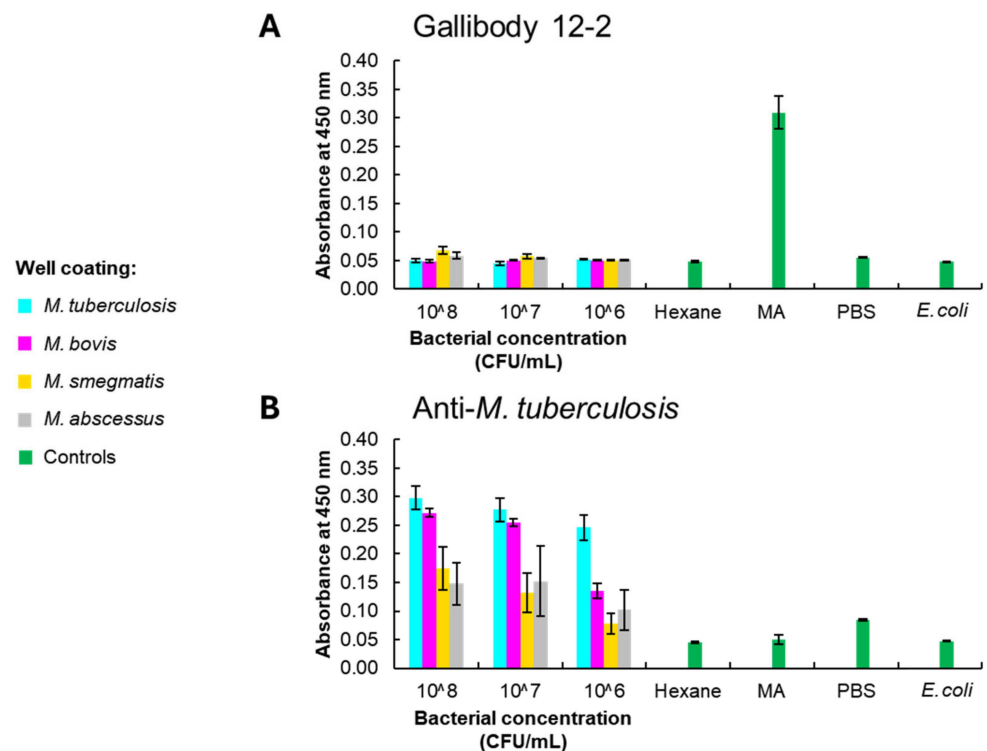 A Gallibody 12-2
Absorbance at 450 nm
0.40
0.35
0.30
0.25
0.20
0.15
0.10
0.05
0.00
10^8 10^7 10^6 Hexane MA PBS E. coli
Bacterial concentration
(CFU/mL)
Well coating:
M. tuberculosis
M. bovis
M. smegmatis
M. abscessus
Controls
B Anti-M. tuberculosis
Absorbance at 450 nm
0.40
0.35
0.30
0.25
0.20
0.15
0.10
0.05
0.00
10^8 10^7 10^6 Hexane MA PBS E. coli
Bacterial concentration
(CFU/mL)